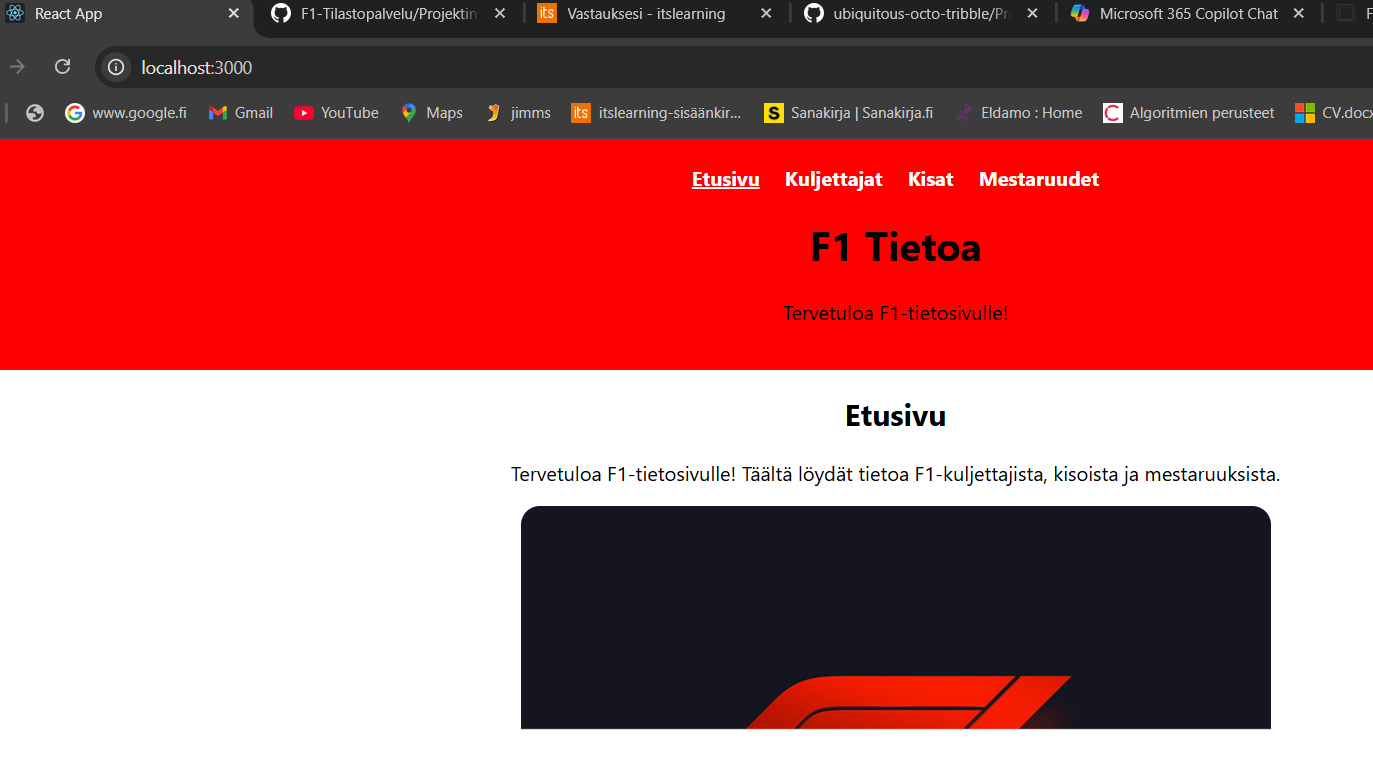 React App
F1-Tilastopalvelu/Projektin
Vastauksesi - itslearning
ubiquitous-octo-tribble/Pr
Microsoft 365 Copilot Chat
F
localhost:3000
www.google.fi
Gmail
YouTube
Maps
jimms
itslearning-sisäänkir...
Sanakirja | Sanakirja.fi
Eldamo : Home
Algoritmien perusteet
CV.docx
Etusivu Kuljettajat Kisat Mestaruudet
F1 Tietoa
Tervetuloa F1-tietosivulle!
Etusivu
Tervetuloa F1-tietosivulle! Täältä löydät tietoa F1-kuljettajista, kisoista ja mestaruuksista.